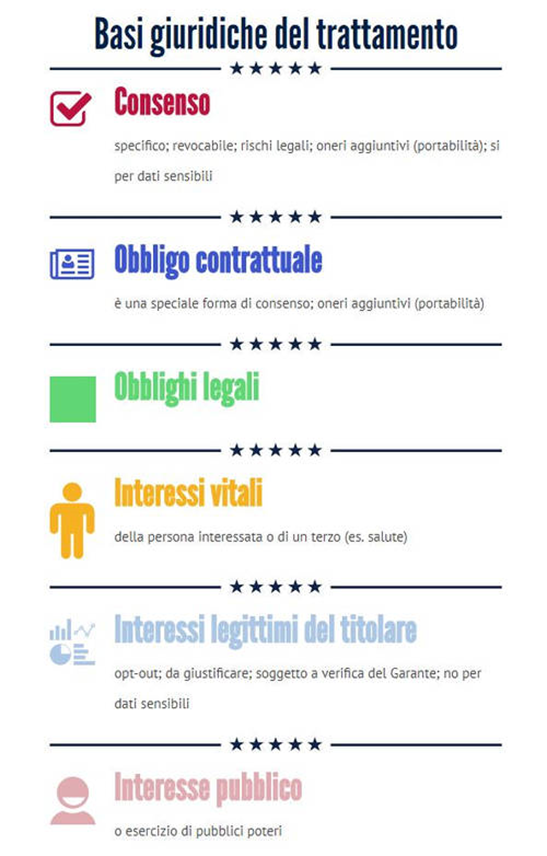 Basi giuridiche del trattamento
Consenso
specifico; revocabile; rischi legali; oneri aggiuntivi (portabilità); si
per dati sensibili
Obbligo contrattuale
è una speciale forma di consenso; oneri aggiuntivi (portabilità)
Obblighi legali
Interessi vitali
della persona interessata o di un terzo (es. salute)
Interessi legittimi del titolare
opt-out; da giustificare; soggetto a verifica del Garante; no per
dati sensibili
Interesse pubblico
o esercizio di pubblici poteri